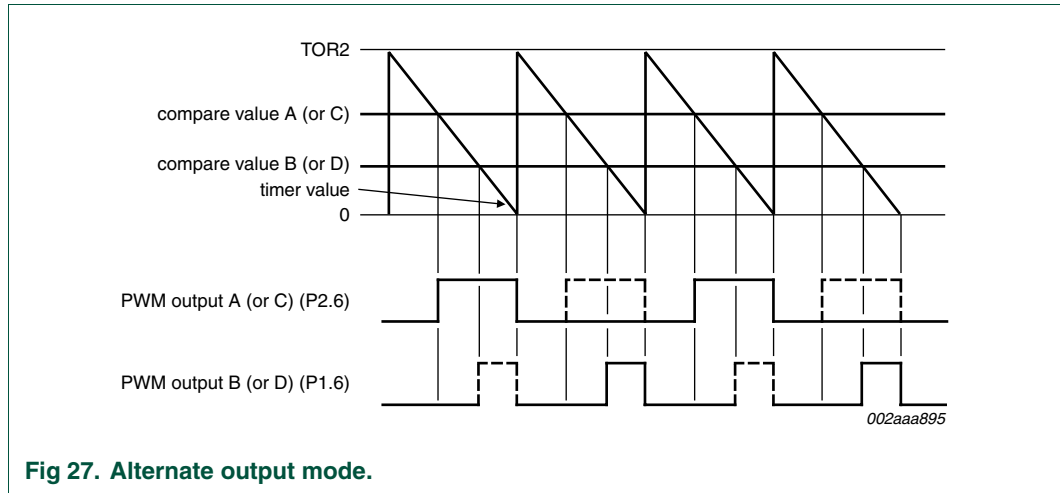 TOR2
compare value A (or C)
compare value B (or D)
timer value
0
PWM output A (or C) (P2.6)
PWM output B (or D) (P1.6)
002aaa895
Fig 27. Alternate output mode.